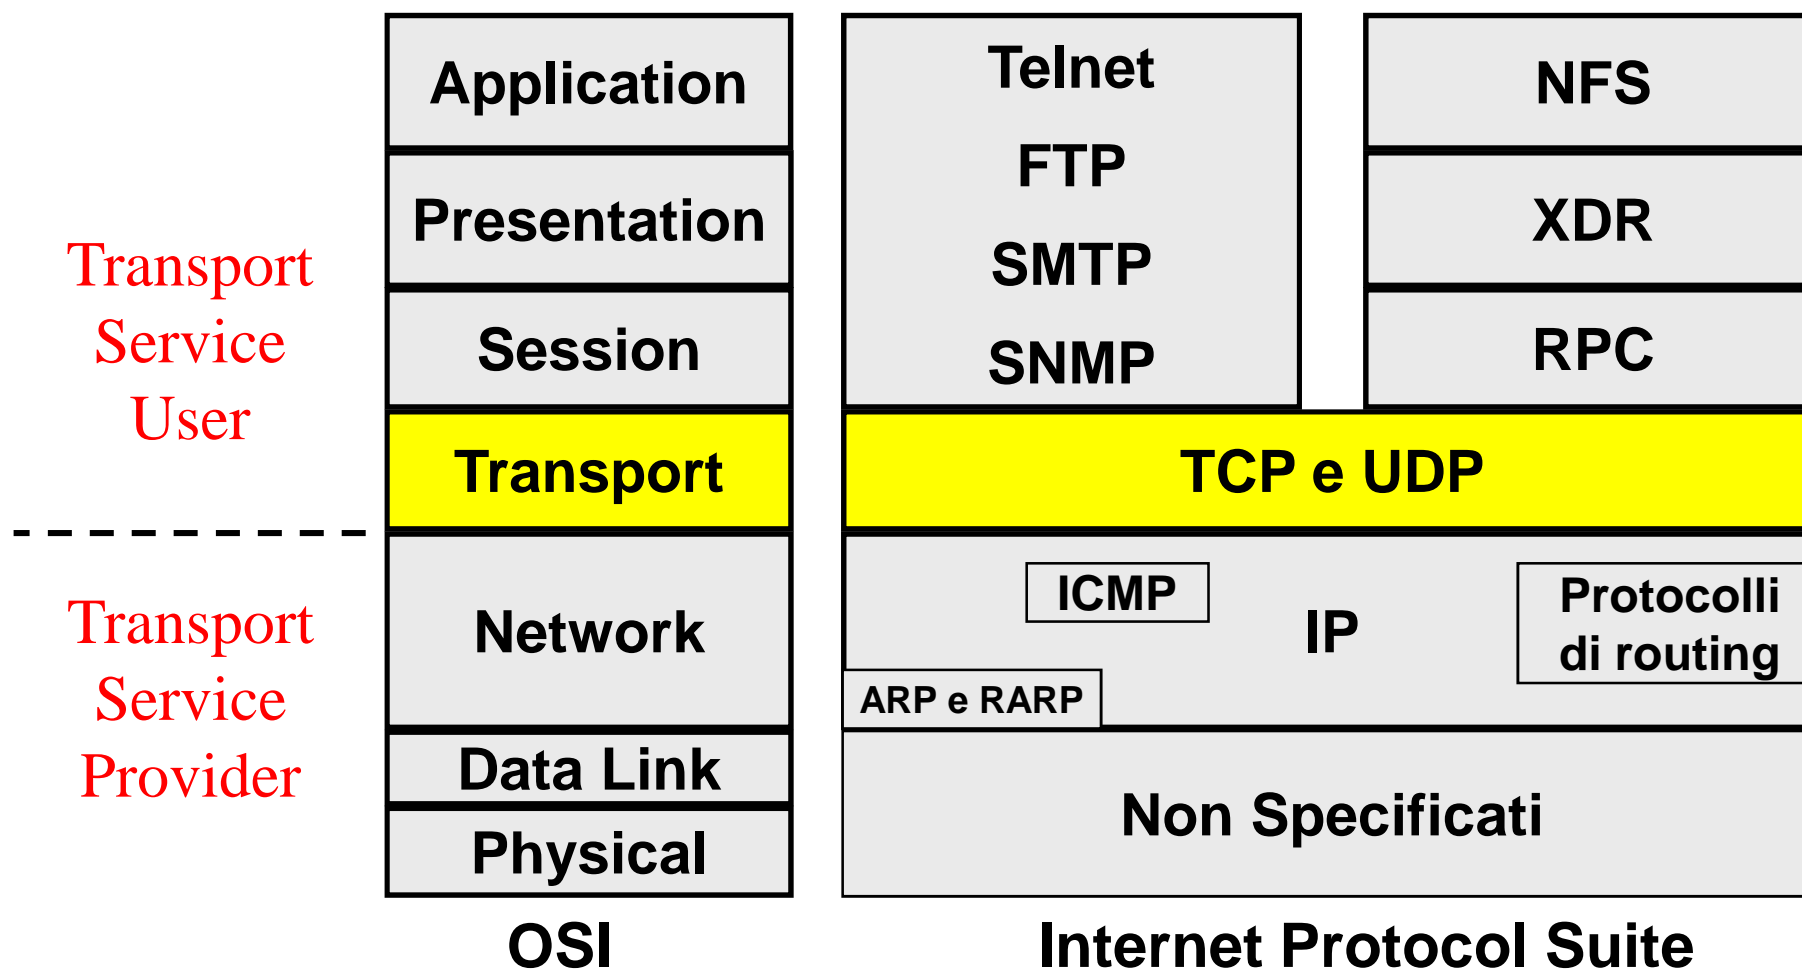 Transport
Service
User
Transport
Service
Provider
Application
Presentation
Session
Transport
Network
Data Link
Physical
OSI
Telnet
FTP
SMTP
SNMP
NFS
XDR
RPC
TCP e UDP
ICMP
IP
Protocolli
di routing
ARP e RARP
Non Specificati
Internet Protocol Suite